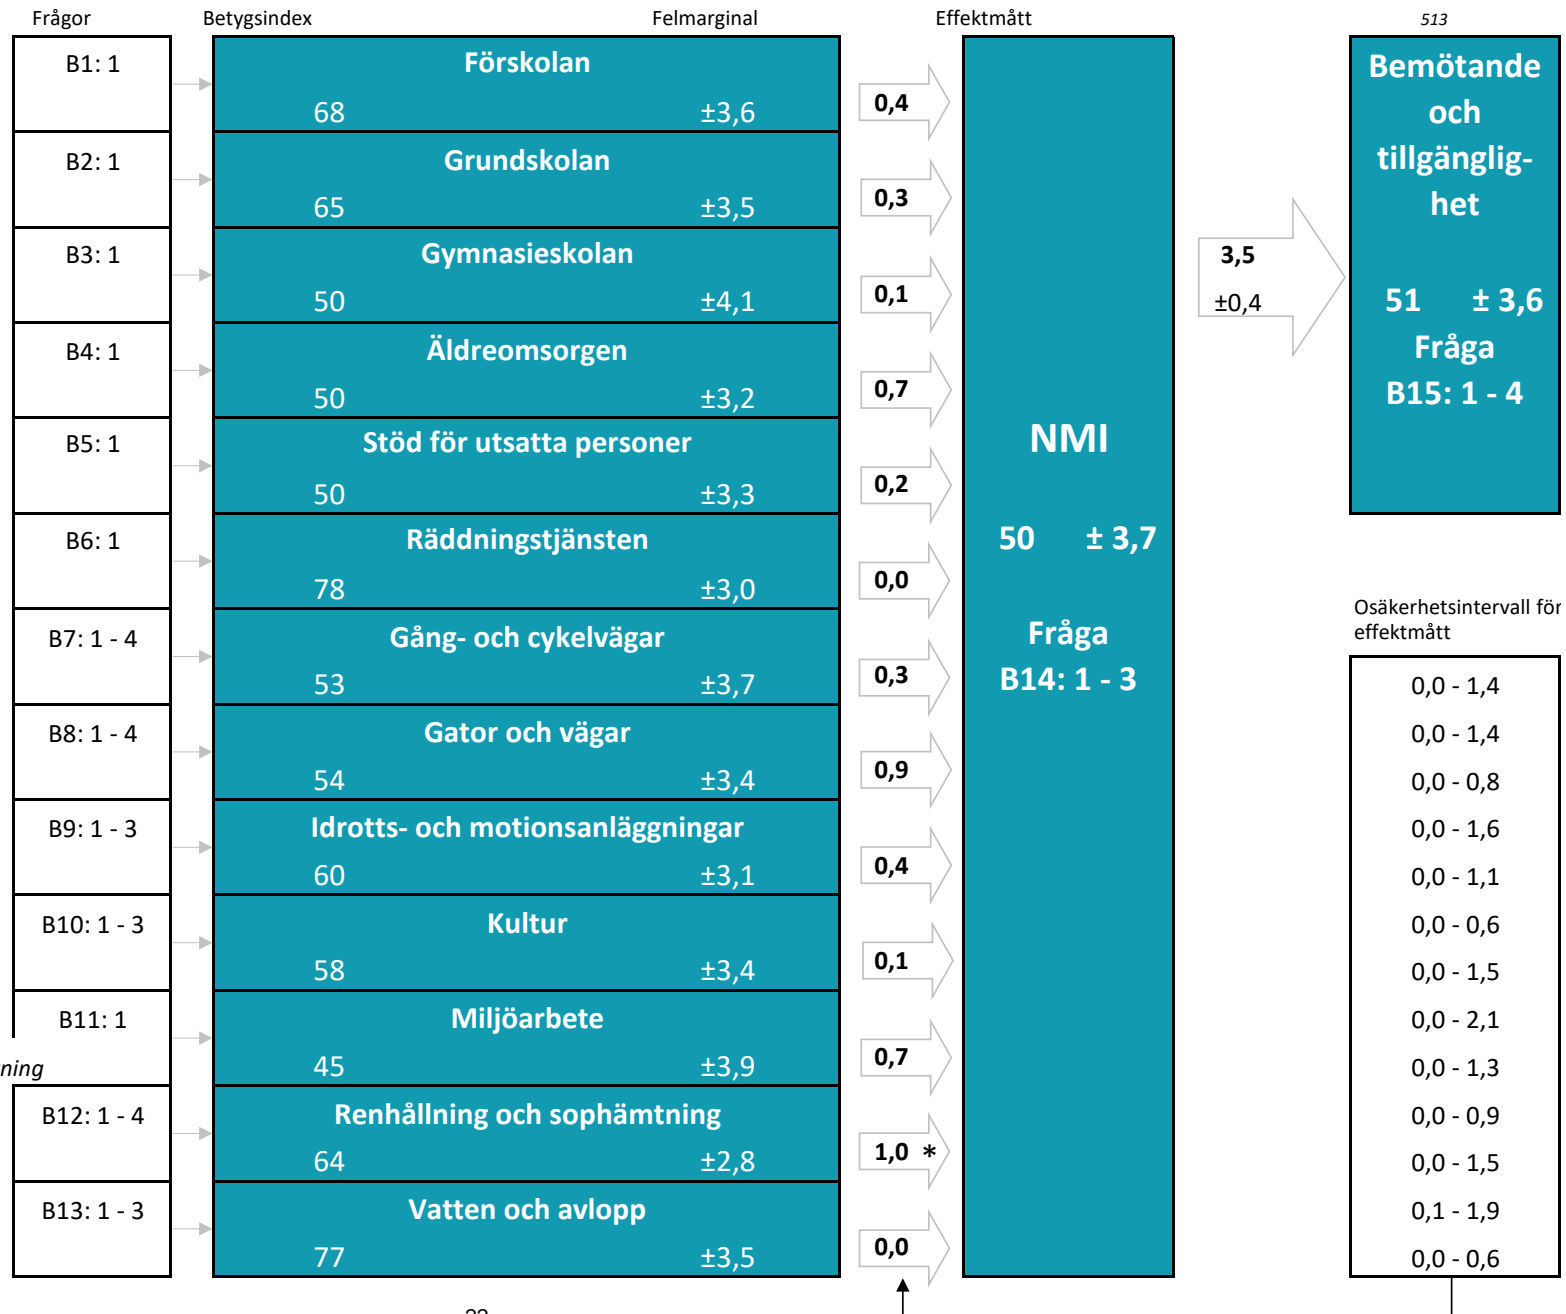 Frågor Betygsindex Felmarginal Effektmått 513
B1: 1 Förskolan
68 ±3,6 0,4
B2: 1 Grundskolan
65 ±3,5 0,3
B3: 1 Gymnasieskolan
50 ±4,1 0,1
B4: 1 Äldreomsorgen
50 ±3,2 0,7
B5: 1 Stöd för utsatta personer
50 ±3,3 0,2
B6: 1 Räddningstjänsten
78 ±3,0 0,0
B7: 1 - 4 Gång- och cykelvägar
53 ±3,7 0,3
B8: 1 - 4 Gator och vägar
54 ±3,4 0,9
B9: 1 - 3 Idrotts- och motionsanläggningar
60 ±3,1 0,4
B10: 1 - 3 Kultur
58 ±3,4 0,1
B11: 1 Miljöarbete
ning 45 ±3,9 0,7
B12: 1 - 4 Renhållning och sophämtning
64 ±2,8 1,0 *
B13: 1 - 3 Vatten och avlopp
77 ±3,5 0,0
NMI
50 ± 3,7
Fråga
B14: 1 - 3
3,5
±0,4
Bemötande
och
tillgänglig-
het
51 ± 3,6
Fråga
B15: 1 - 4
Osäkerhetsintervall för
effektmått
0,0 - 1,4
0,0 - 1,4
0,0 - 0,8
0,0 - 1,6
0,0 - 1,1
0,0 - 0,6
0,0 - 1,5
0,0 - 2,1
0,0 - 1,3
0,0 - 0,9
0,0 - 1,5
0,1 - 1,9
0,0 - 0,6